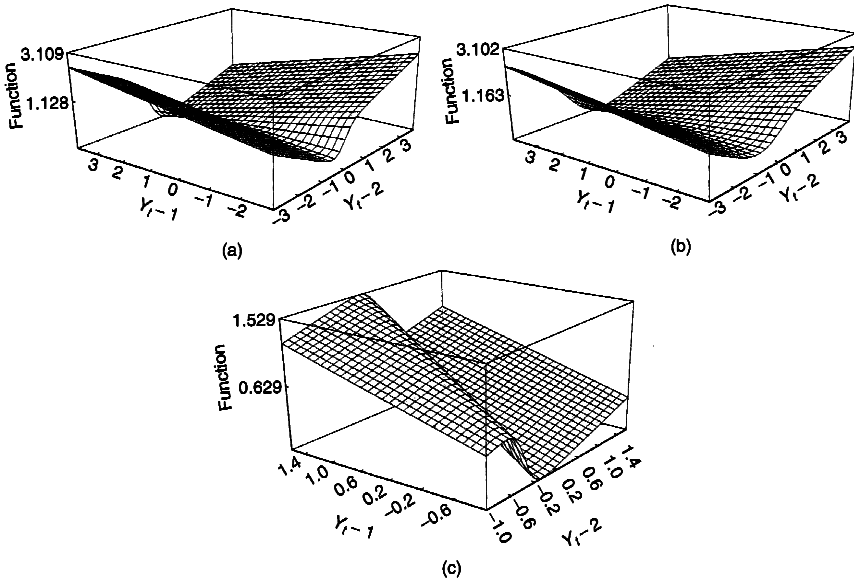 3.109
Function
1.128
3 2 1 0 −1 −2
Yt−1
−3 −2 −1 0 1 2 3
Yt−2
(a)
3.102
Function
1.163
3 2 1 0 −1 −2
Yt−1
−3 −2 −1 0 1 2 3
Yt−2
(b)
1.529
Function
0.629
1.4 1.0 0.6 0.2 −0.2 −0.6
Yt−1
−1.0 −0.6 −0.2 0.2 0.6 1.0 1.4
Yt−2
(c)